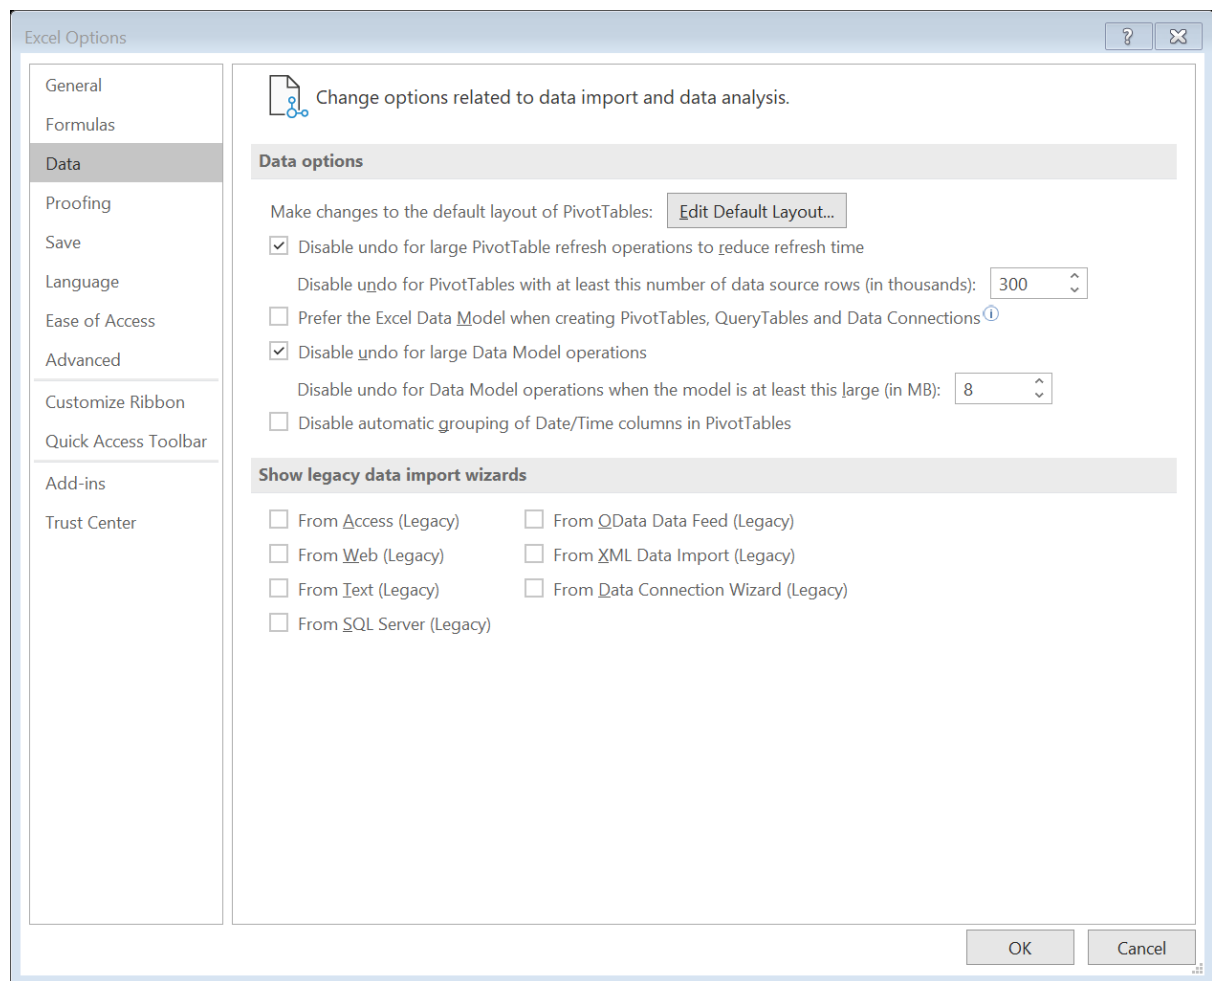 Excel Options
General
Formulas
Data
Proofing
Save
Language
Ease of Access
Advanced
Customize Ribbon
Quick Access Toolbar
Add-ins
Trust Center
Change options related to data import and data analysis.
Data options
Make changes to the default layout of PivotTables: Edit Default Layout...
Disable undo for large PivotTable refresh operations to reduce refresh time
Disable undo for PivotTables with at least this number of data source rows (in thousands): 300
Prefer the Excel Data Model when creating PivotTables, QueryTables and Data Connections
Disable undo for large Data Model operations
Disable undo for Data Model operations when the model is at least this large (in MB): 8
Disable automatic grouping of Date/Time columns in PivotTables
Show legacy data import wizards
From Access (Legacy) From OData Data Feed (Legacy)
From Web (Legacy) From XML Data Import (Legacy)
From Text (Legacy) From Data Connection Wizard (Legacy)
From SQL Server (Legacy)
OK Cancel